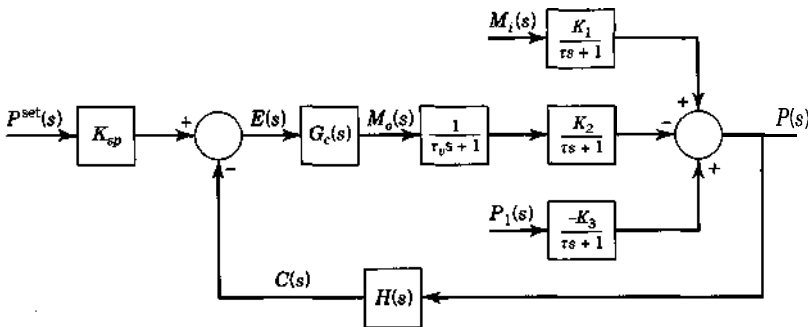 M_i(s)
K_1
τs + 1
P^set(s)
K_sp
+
-
E(s)
G_c(s)
M_o(s)
1
τ_v s + 1
K_2
τs + 1
+
-
+
P(s)
P_1(s)
-K_3
τs + 1
C(s)
H(s)